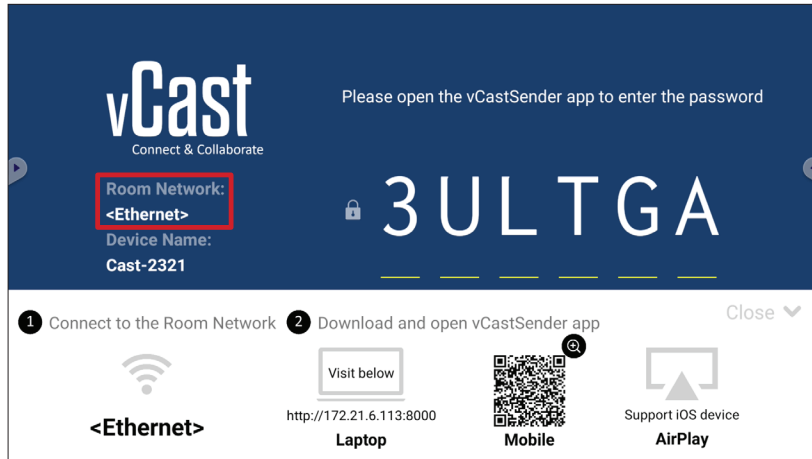 vCast
Connect & Collaborate
Please open the vCastSender app to enter the password
Room Network:
<Ethernet>
Device Name:
Cast-2321
3ULTGA
1 Connect to the Room Network
2 Download and open vCastSender app
Close
<Ethernet>
Visit below
http://172.21.6.113:8000
Laptop
Mobile
Support iOS device
AirPlay